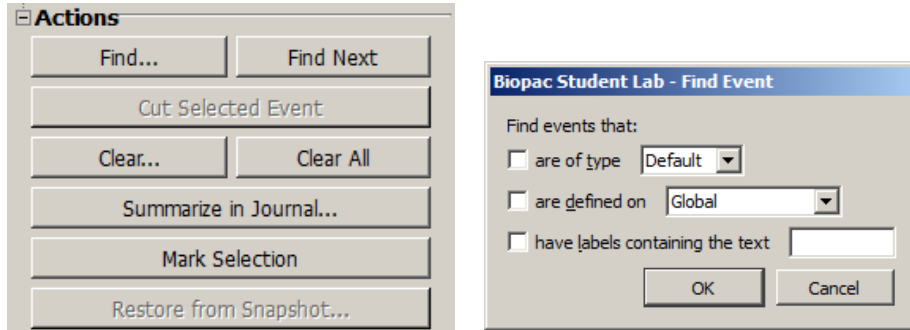 Actions
Find... Find Next
Cut Selected Event
Clear... Clear All
Summarize in Journal...
Mark Selection
Restore from Snapshot...
Biopac Student Lab - Find Event
Find events that:
are of type Default
are defined on Global
have labels containing the text
OK Cancel